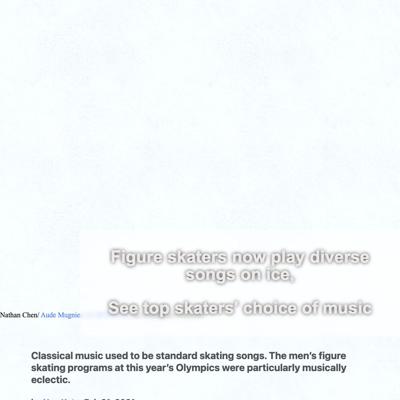 Figure skaters now play diverse
songs on ice,
See top skaters' choice of music
Nathan Chen/ Aude Mugnie
Classical music used to be standard skating songs. The men's figure
skating programs at this year's Olympics were particularly musically
eclectic.